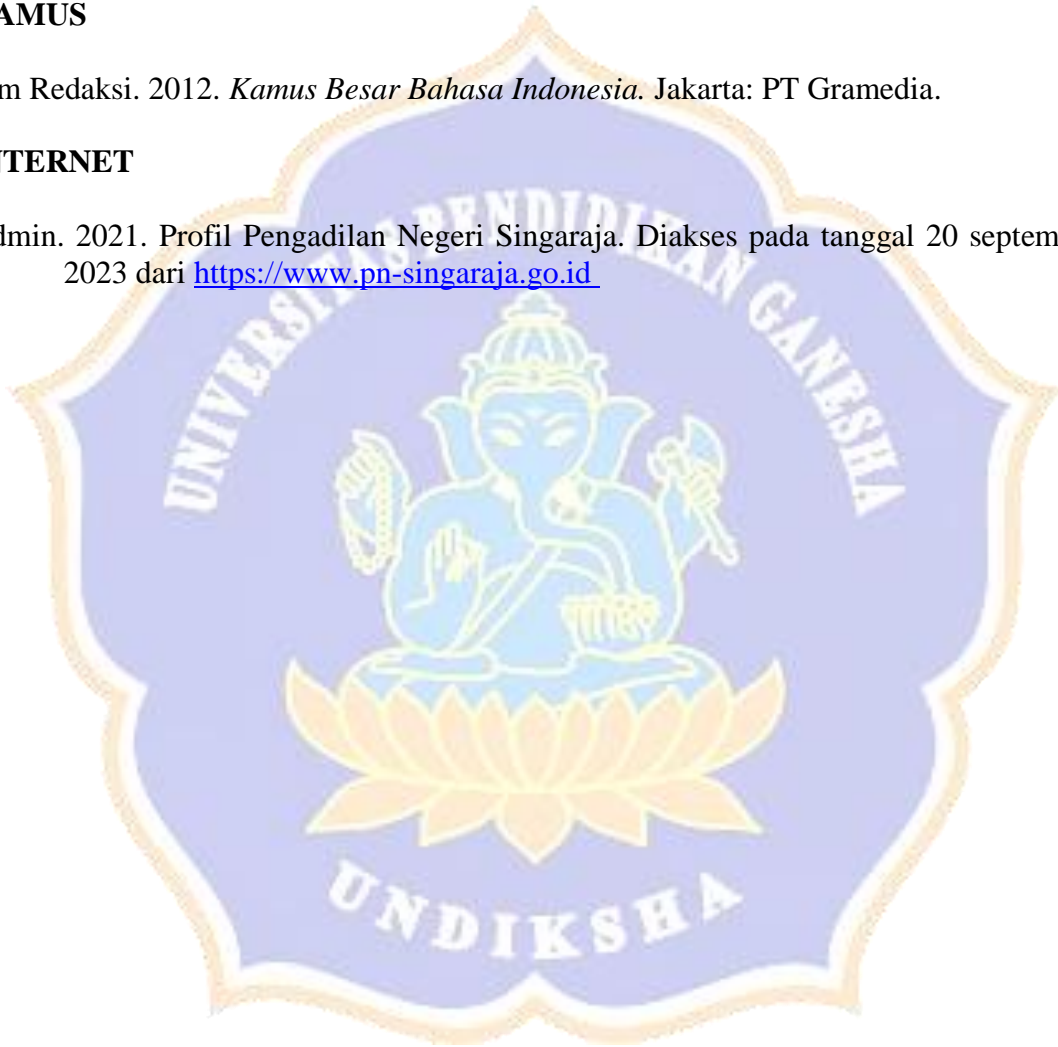 AMUS
m Redaksi. 2012. Kamus Besar Bahasa Indonesia. Jakarta: PT Gramedia.
NTERNET
dmin. 2021. Profil Pengadilan Negeri Singaraja. Diakses pada tanggal 20 septem
2023 dari https://www.pn-singaraja.go.id
UNIVERSITAS PENDIDIKAN GANESHA
UNDIKSHA